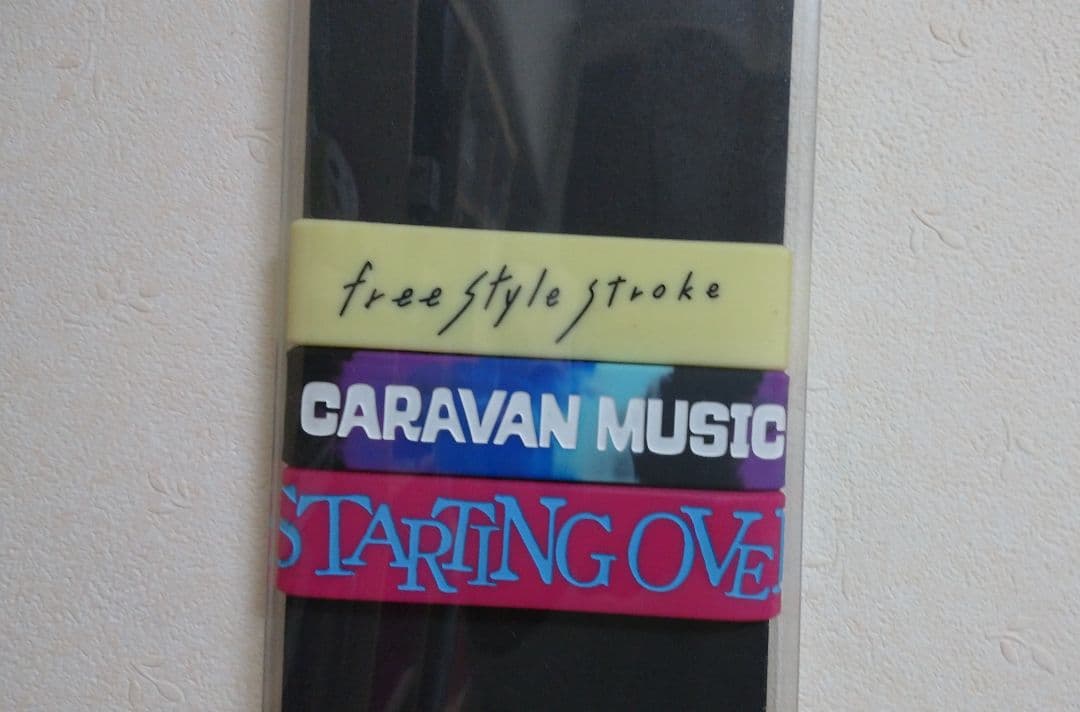 free style stroke
CARAVAN MUSIC
STARTING OVE